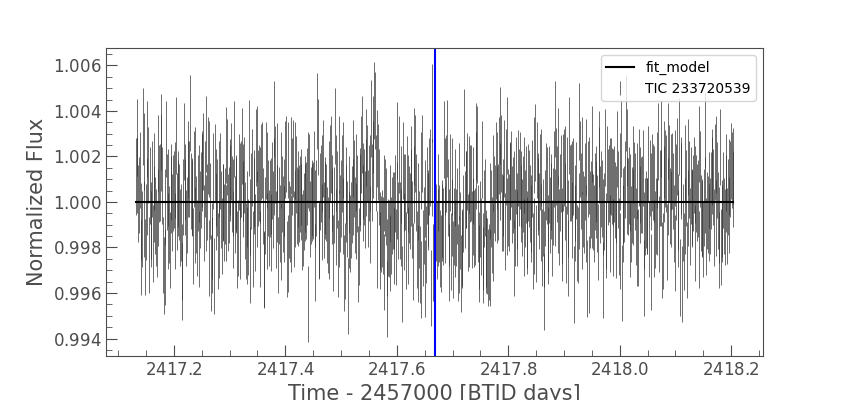 1.006
1.004
1.002
1.000
0.998
0.996
0.994
Normalized Flux
fit_model
TIC 233720539
2417.2 2417.4 2417.6 2417.8 2418.0 2418.2
Time - 2457000 [BTJD days]